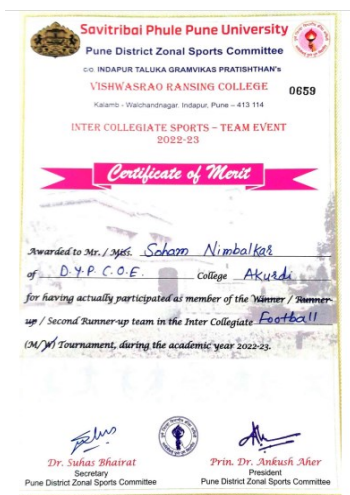 Savitribai Phule Pune University
Pune District Zonal Sports Committee
C/O INDAPUR TALUKA GRAMVIKAS PRATISHTHAN's
VISHWASRAO RANSING COLLEGE
0659
Kalamb - Walchandnagar. Indapur, Pune – 413 114
INTER COLLEGIATE SPORTS – TEAM EVENT
2022-23
Certificate of Merit
Awarded to Mr. / Miss. Soham Nimbalkar
of D.Y.P.C.O.E. College Akurdi
for having actually participated as member of the Winner / Runner-
up / Second Runner-up team in the Inter Collegiate Football
(M/W) Tournament, during the academic year 2022-23.
Dr. Suhas Bhairat
Secretary
Pune District Zonal Sports Committee
Prin. Dr. Ankush Aher
President
Pune District Zonal Sports Committee